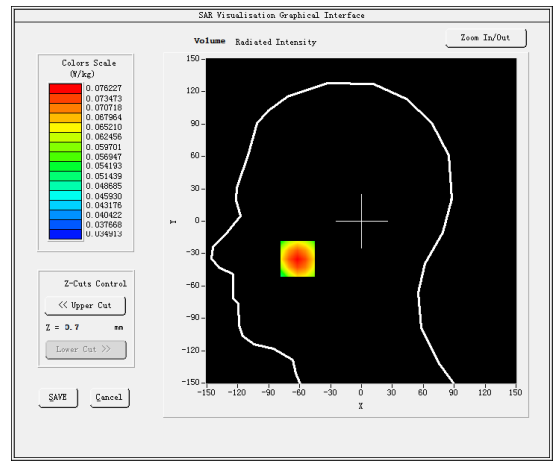 SAR Visualisation Graphical Interface
Volume Radiated Intensity
Zoom In/Out
Colors Scale
(W/kg)
0.076227
0.073473
0.070718
0.067964
0.065210
0.062456
0.059701
0.056947
0.054193
0.051439
0.048685
0.045930
0.043176
0.040422
0.037668
0.034913
Z-Cuts Control
<< Upper Cut
Z = 3.7 mm
Lower Cut >>
SAVE Cancel
150
120
90
60
30
0
-30
-60
-90
-120
-150
Y
-150 -120 -90 -60 -30 0 30 60 90 120 150
X